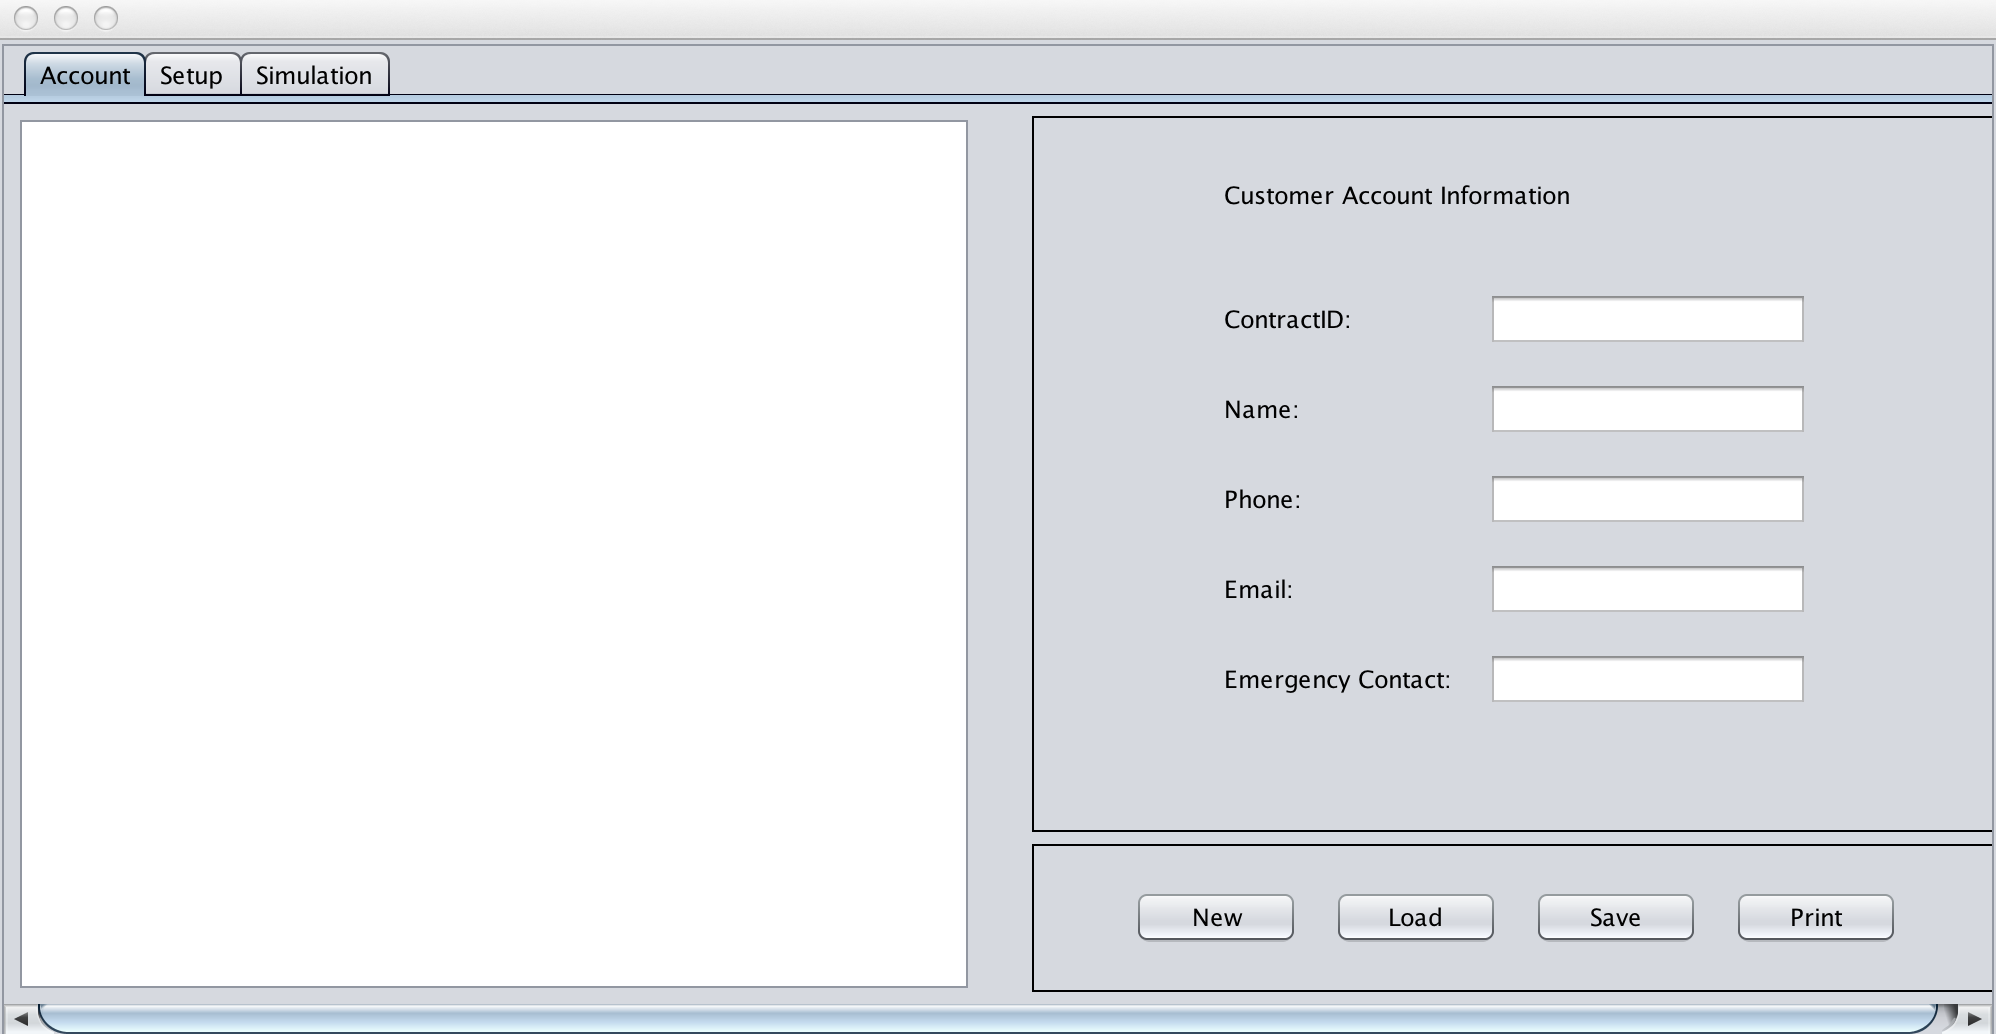 Account Setup Simulation
Customer Account Information
ContractID:
Name:
Phone:
Email:
Emergency Contact:
New Load Save Print